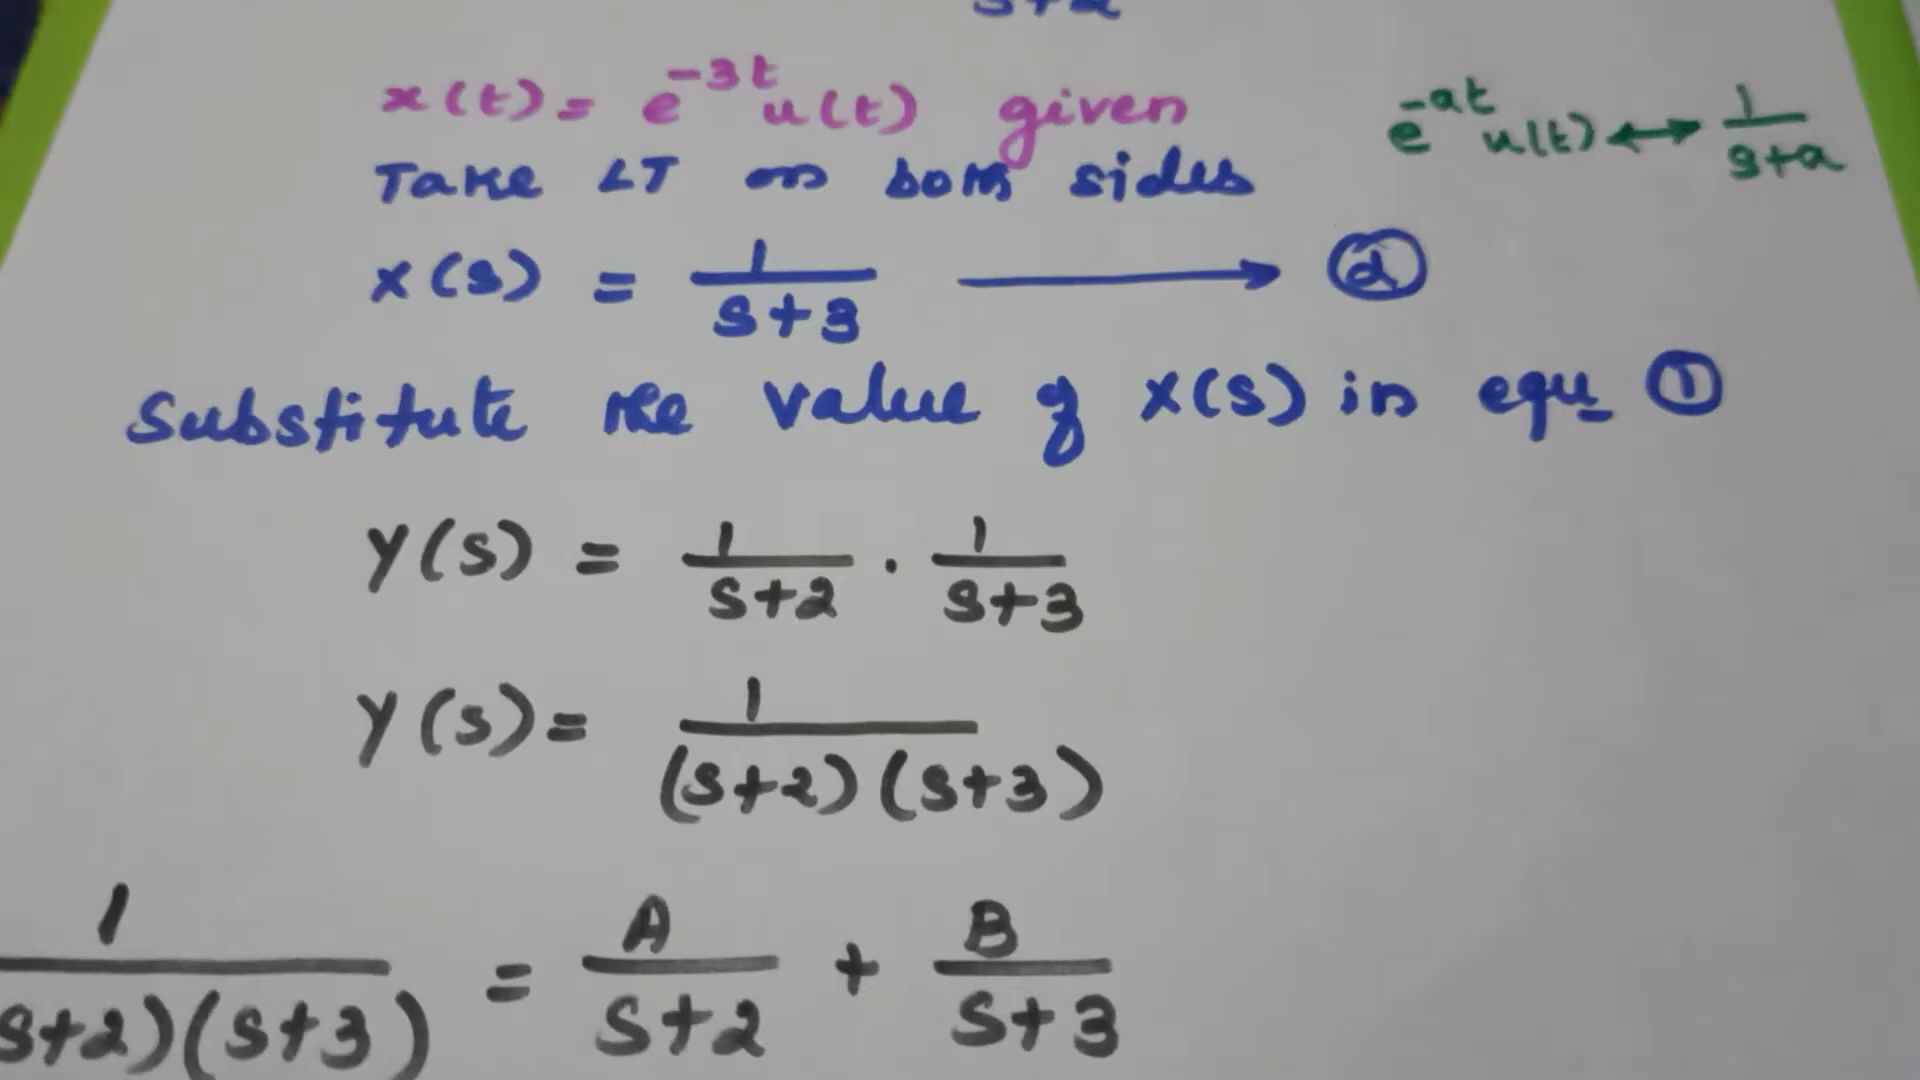 s+2
x(t) = e^{-3t} u(t) given
e^{-at} u(t) ↔ 1/(s+a)
Take LT on both sides
X(s) = 1/(s+3) → ②
Substitute the value of X(s) in equ ①
Y(s) = 1/(s+2) · 1/(s+3)
Y(s) = 1/((s+2)(s+3))
1/(s+2)(s+3) = A/(s+2) + B/(s+3)